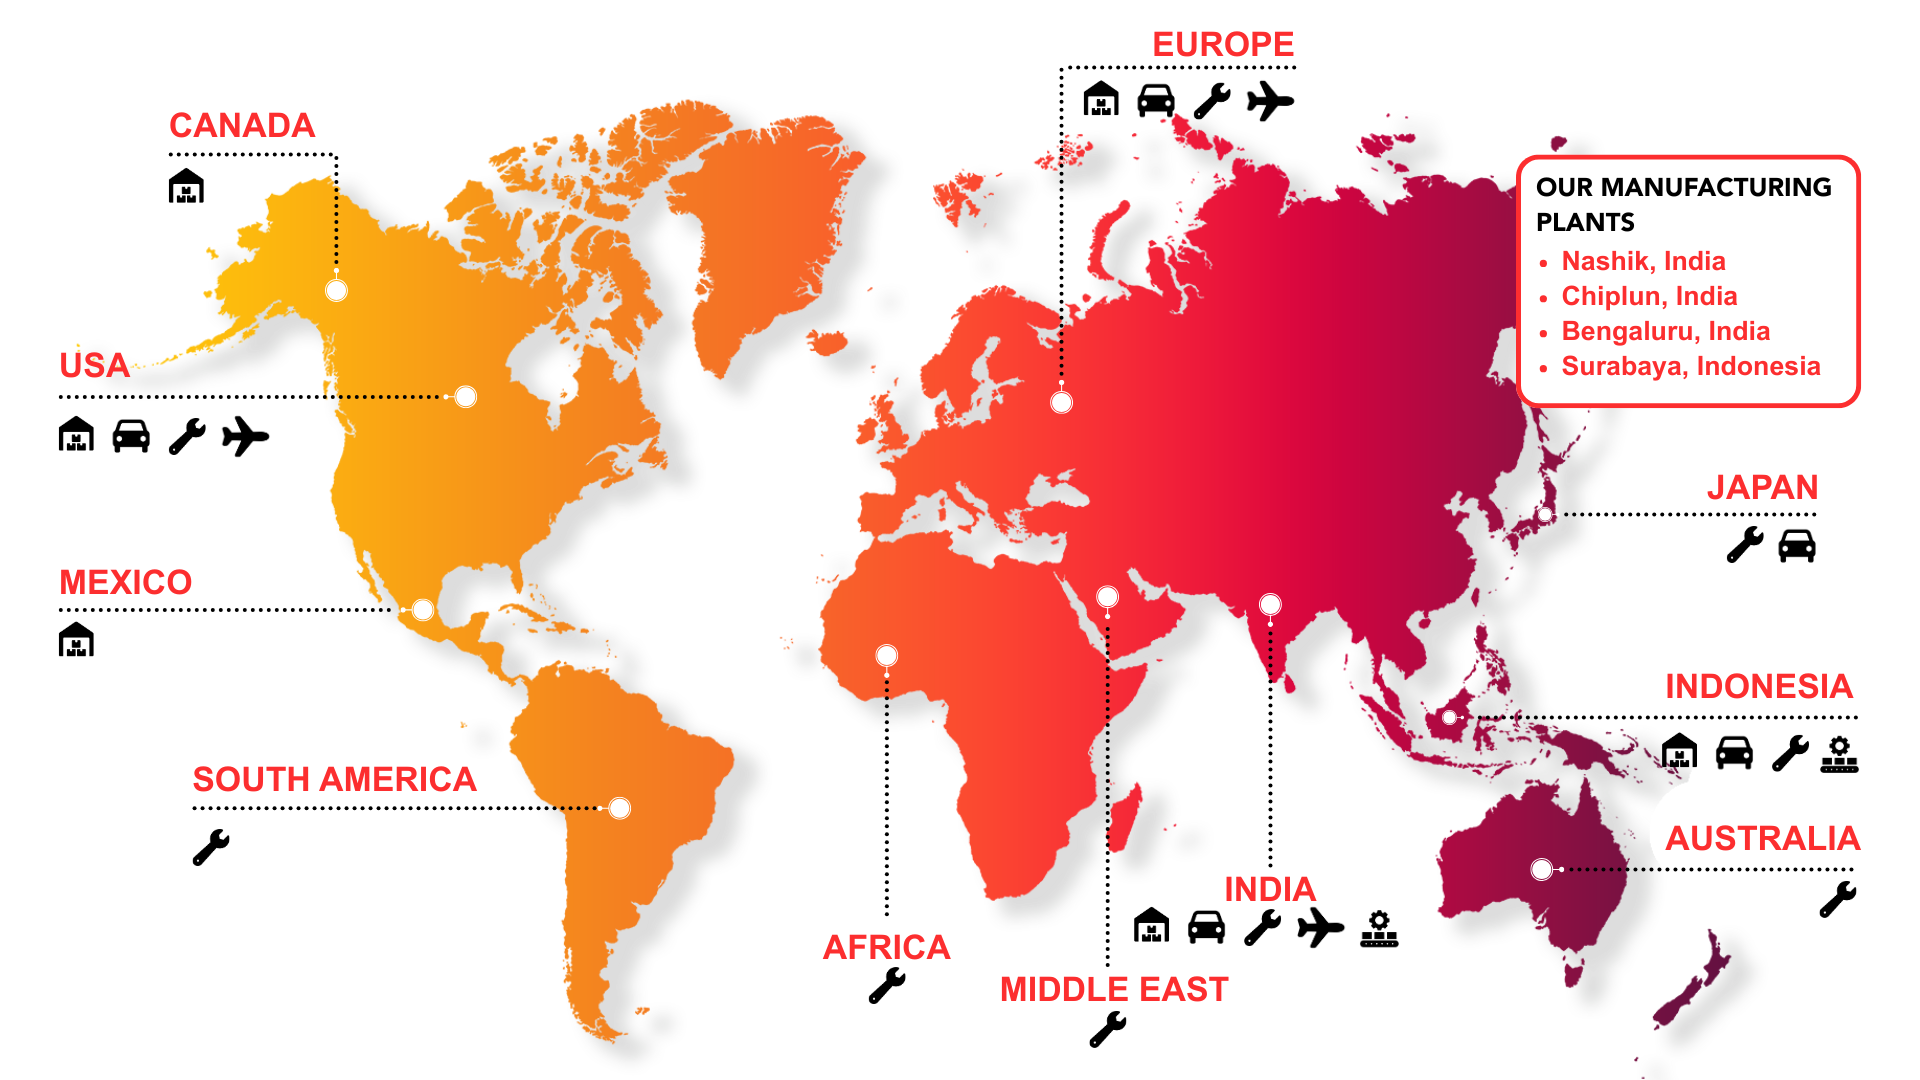 EUROPE
CANADA
OUR MANUFACTURING
PLANTS
• Nashik, India
• Chiplun, India
• Bengaluru, India
• Surabaya, Indonesia
USA
JAPAN
MEXICO
INDONESIA
SOUTH AMERICA
AUSTRALIA
INDIA
AFRICA
MIDDLE EAST